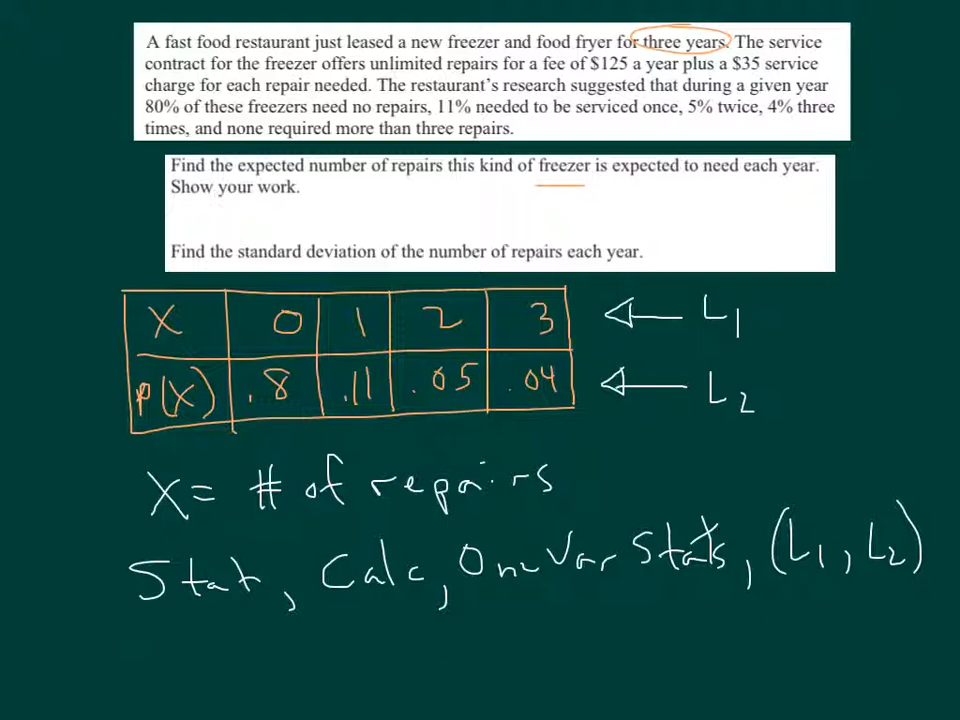 A fast food restaurant just leased a new freezer and food fryer for three years. The service
contract for the freezer offers unlimited repairs for a fee of $125 a year plus a $35 service
charge for each repair needed. The restaurant's research suggested that during a given year
80% of these freezers need no repairs, 11% needed to be serviced once, 5% twice, 4% three
times, and none required more than three repairs.
Find the expected number of repairs this kind of freezer is expected to need each year.
Show your work.
Find the standard deviation of the number of repairs each year.
X 0 1 2 3 L1
P(X) .8 .11 .05 .04 L2
X = # of repairs
Stat, Calc, One Var Stats, (L1, L2)